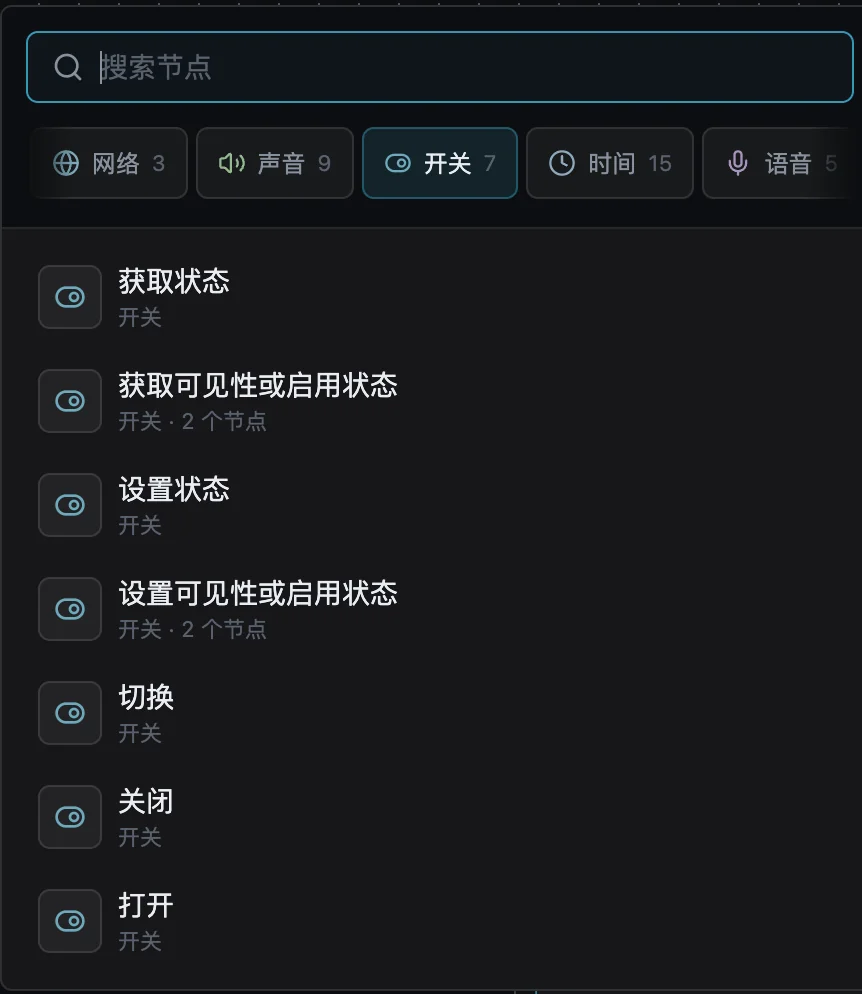 搜索节点
网络 3 声音 9 开关 7 时间 15 语音 5
获取状态
开关
获取可见性或启用状态
开关 · 2 个节点
设置状态
开关
设置可见性或启用状态
开关 · 2 个节点
切换
开关
关闭
开关
打开
开关